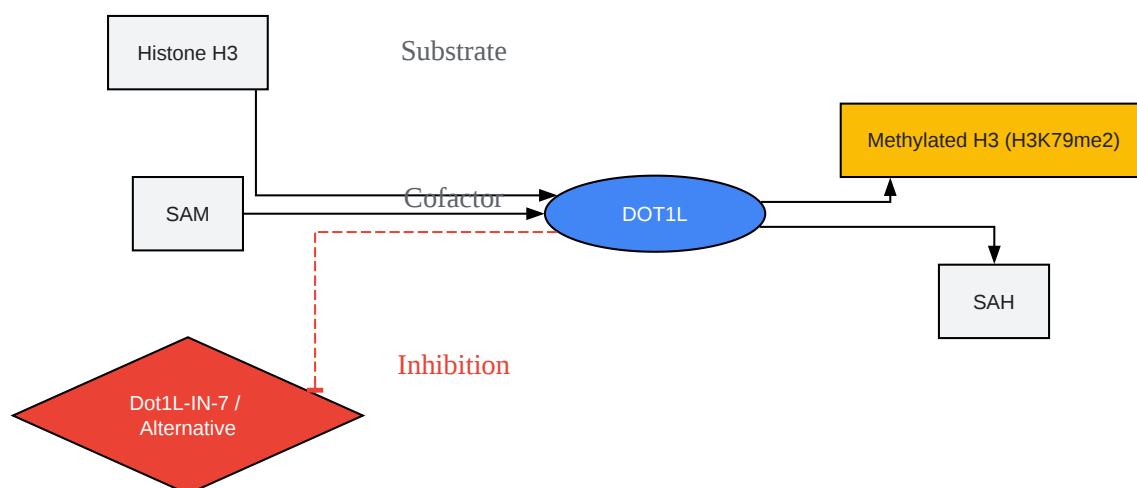 Histone H3
Substrate
Methylated H3 (H3K79me2)
SAM
Cofactor
DOT1L
SAH
Inhibition
Dot1L-IN-7 /
Alternative